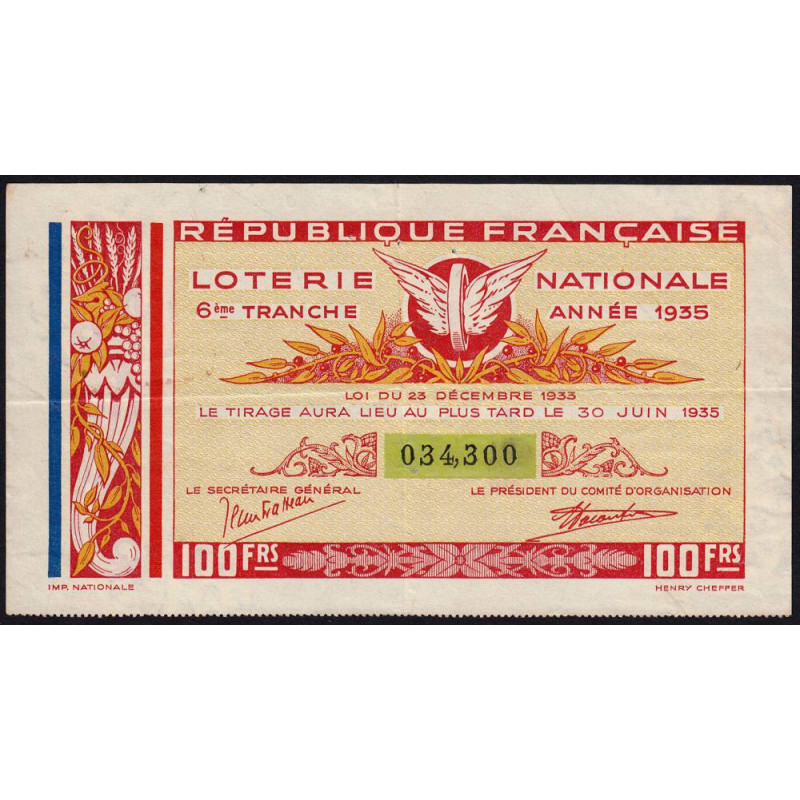 RÉPUBLIQUE FRANÇAISE
LOTERIE NATIONALE
6ème TRANCHE ANNÉE 1935
LOI DU 23 DÉCEMBRE 1933
LE TIRAGE AURA LIEU AU PLUS TARD LE 30 JUIN 1935
034,300
LE SECRÉTAIRE GÉNÉRAL LE PRÉSIDENT DU COMITÉ D'ORGANISATION
100 FRS 100 FRS
IMP. NATIONALE HENRY CHEFFER